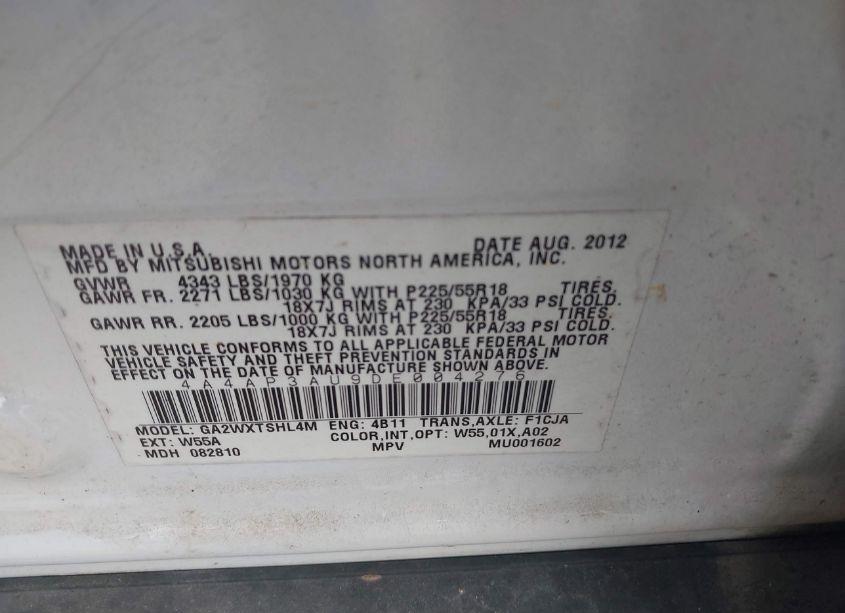 MADE IN U.S.A. DATE AUG. 2012
MFD BY MITSUBISHI MOTORS NORTH AMERICA, INC.
GVWR 4343 LBS/1970 KG
GAWR FR. 2271 LBS/1030 KG WITH P225/55R18 TIRES.
18X7J RIMS AT 230 KPA/33 PSI COLD.
GAWR RR. 2205 LBS/1000 KG WITH P225/55R18 TIRES.
18X7J RIMS AT 230 KPA/33 PSI COLD.
THIS VEHICLE CONFORMS TO ALL APPLICABLE FEDERAL MOTOR
VEHICLE SAFETY AND THEFT PREVENTION STANDARDS IN
EFFECT ON THE DATE OF MANUFACTURE SHOWN ABOVE.
4A4AP3AU9DE004276
MODEL: GA2WXTSHL4M ENG: 4B11 TRANS,AXLE: F1CJA
EXT: W55A COLOR,INT,OPT: W55,01X,A02
MDH 082810 MPV MU001602